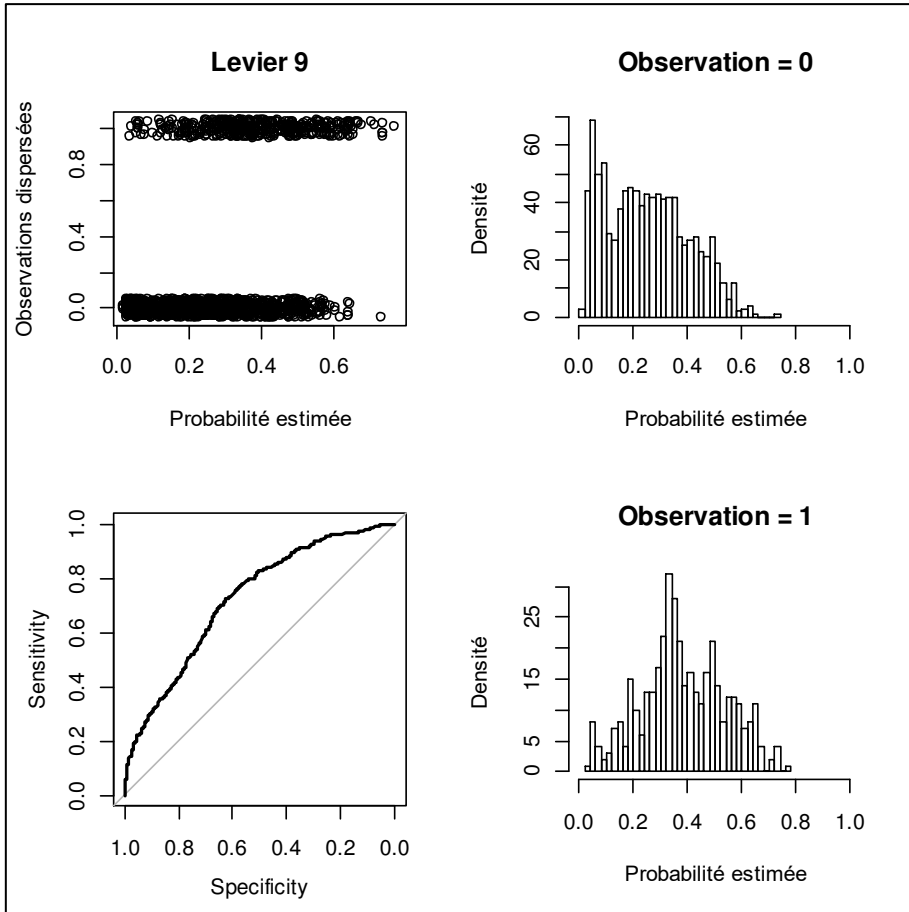 Levier 9
Observations dispersées
0.0 0.4 0.8
0.0 0.2 0.4 0.6
Probabilité estimée
Observation = 0
Densité
0 20 40 60
0.0 0.2 0.4 0.6 0.8 1.0
Probabilité estimée
Sensitivity
0.0 0.2 0.4 0.6 0.8 1.0
1.0 0.8 0.6 0.4 0.2 0.0
Specificity
Observation = 1
Densité
0 5 15 25
0.0 0.2 0.4 0.6 0.8 1.0
Probabilité estimée